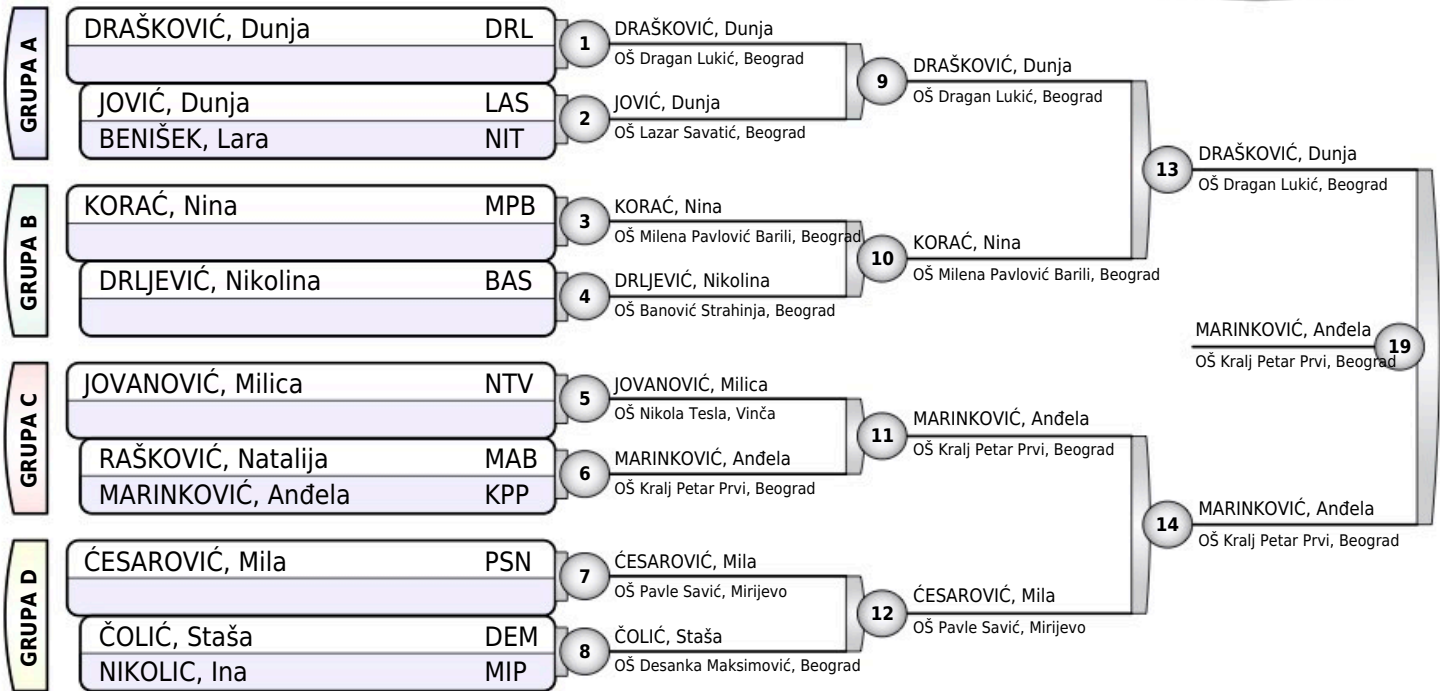 GRUPA A
DRAŠKOVIĆ, Dunja DRL
JOVIĆ, Dunja LAS
BENIŠEK, Lara NIT
GRUPA B
KORAĆ, Nina MPB
DRLJEVIĆ, Nikolina BAS
GRUPA C
JOVANOVIĆ, Milica NTV
RAŠKOVIĆ, Natalija MAB
MARINKOVIĆ, Anđela KPP
GRUPA D
ĆESAROVIĆ, Mila PSN
ČOLIĆ, Staša DEM
NIKOLIC, Ina MIP
1
DRAŠKOVIĆ, Dunja
OŠ Dragan Lukić, Beograd
2
JOVIĆ, Dunja
OŠ Lazar Savatić, Beograd
3
KORAĆ, Nina
OŠ Milena Pavlović Barili, Beograd
4
DRLJEVIĆ, Nikolina
OŠ Banović Strahinja, Beograd
5
JOVANOVIĆ, Milica
OŠ Nikola Tesla, Vinča
6
MARINKOVIĆ, Anđela
OŠ Kralj Petar Prvi, Beograd
7
ĆESAROVIĆ, Mila
OŠ Pavle Savić, Mirijevo
8
ČOLIĆ, Staša
OŠ Desanka Maksimović, Beograd
9
DRAŠKOVIĆ, Dunja
OŠ Dragan Lukić, Beograd
10
KORAĆ, Nina
OŠ Milena Pavlović Barili, Beograd
11
MARINKOVIĆ, Anđela
OŠ Kralj Petar Prvi, Beograd
12
ĆESAROVIĆ, Mila
OŠ Pavle Savić, Mirijevo
13
DRAŠKOVIĆ, Dunja
OŠ Dragan Lukić, Beograd
14
MARINKOVIĆ, Anđela
OŠ Kralj Petar Prvi, Beograd
MARINKOVIĆ, Anđela
19
OŠ Kralj Petar Prvi, Beograd